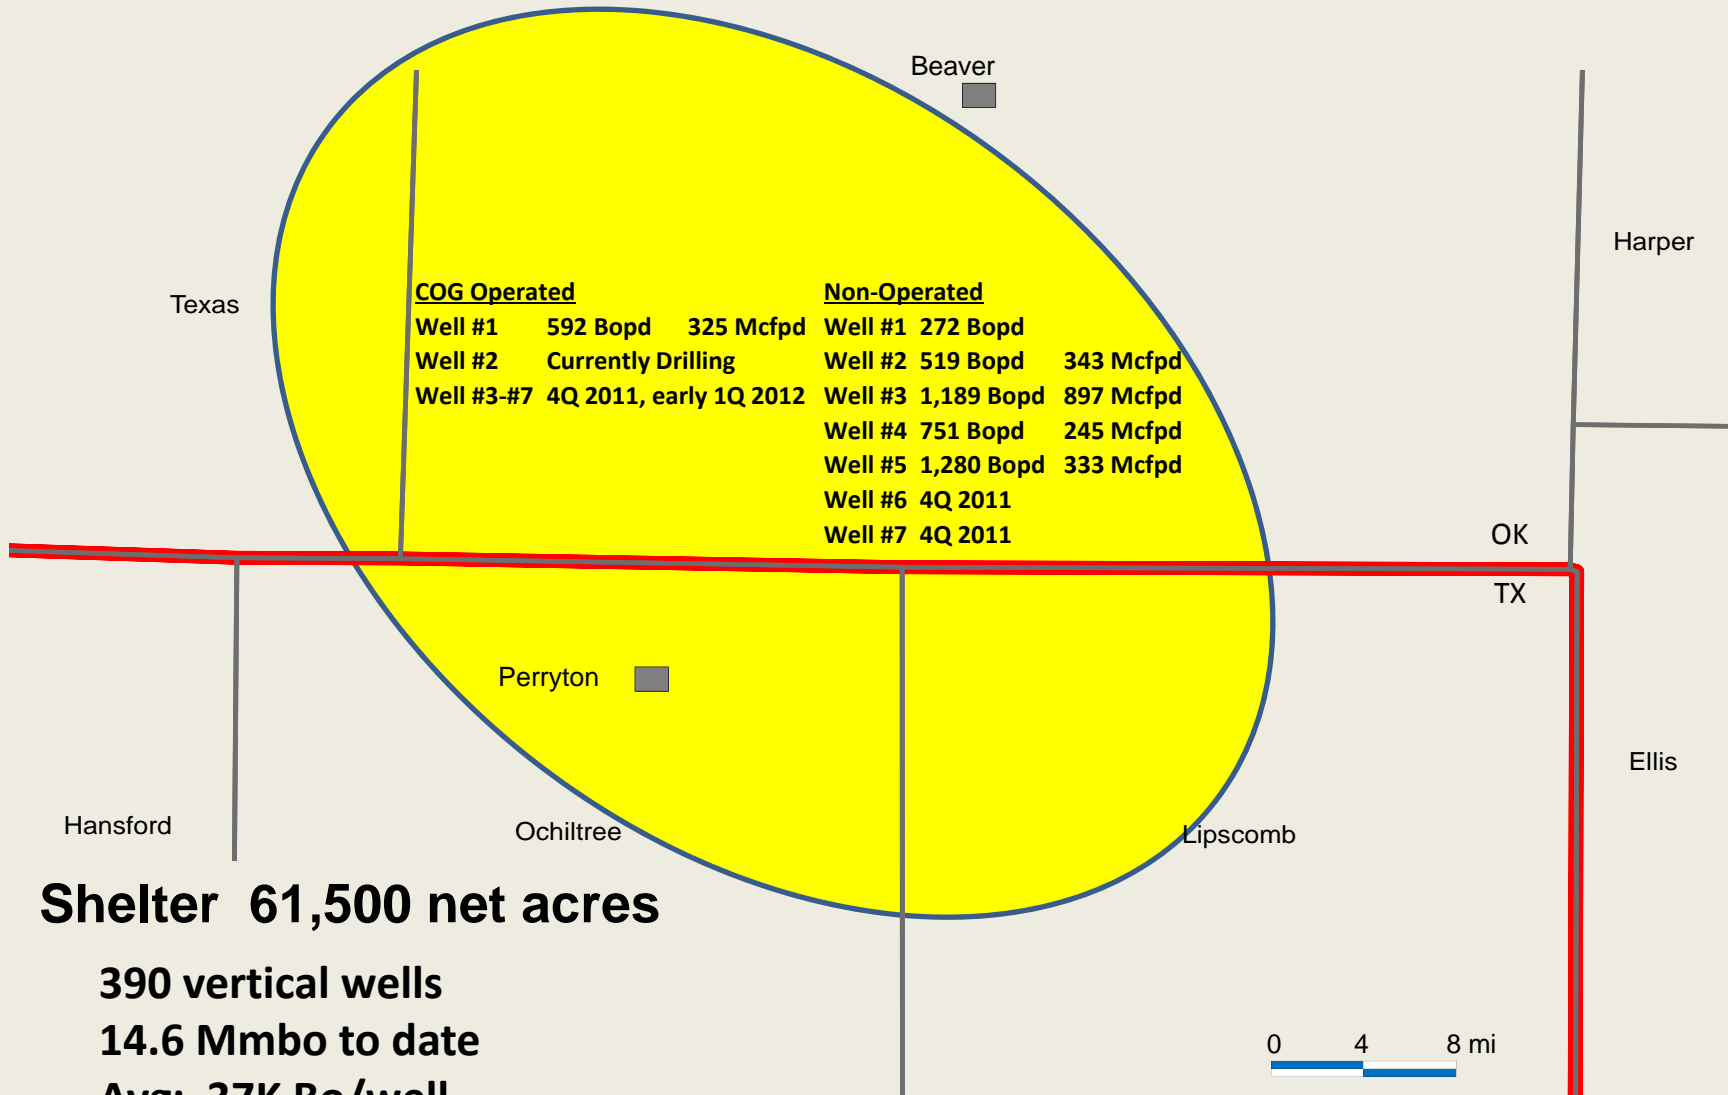 Beaver
Harper
Texas
COG Operated
Well #1 592 Bopd 325 Mcfpd
Well #2 Currently Drilling
Well #3-#7 4Q 2011, early 1Q 2012
Non-Operated
Well #1 272 Bopd
Well #2 519 Bopd 343 Mcfpd
Well #3 1,189 Bopd 897 Mcfpd
Well #4 751 Bopd 245 Mcfpd
Well #5 1,280 Bopd 333 Mcfpd
Well #6 4Q 2011
Well #7 4Q 2011
OK
TX
Perryton
Ellis
Hansford
Ochiltree
Lipscomb
Shelter 61,500 net acres
390 vertical wells
14.6 Mmbo to date
Avg: 37K Bo/well
0 4 8 mi